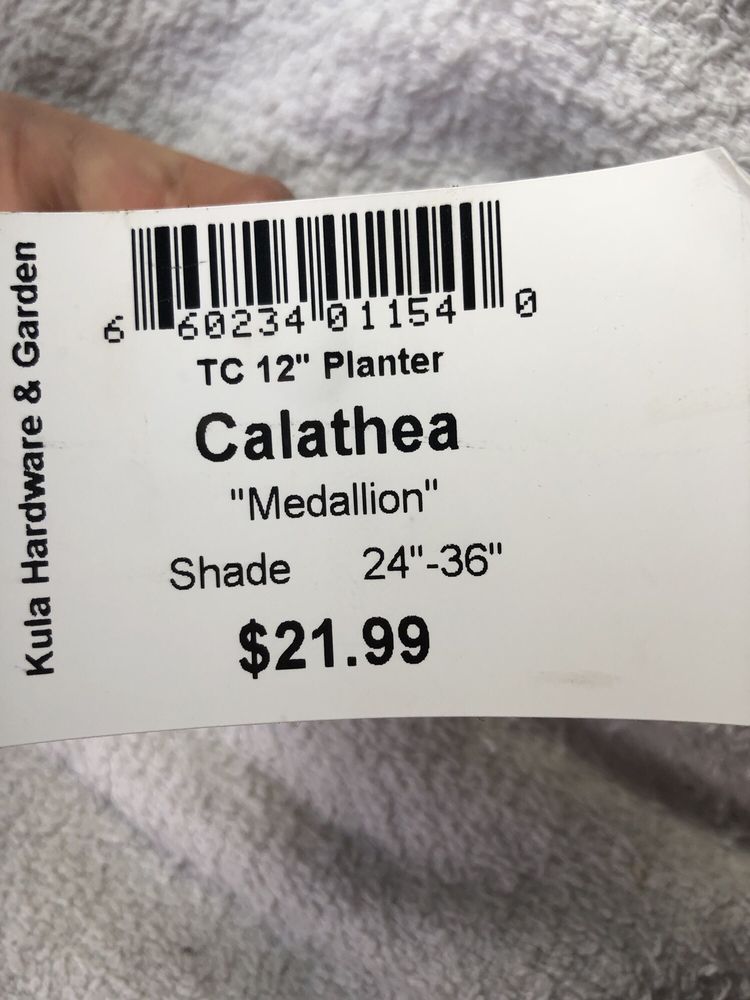 Kula Hardware & Garden
6 60234 01154 0
TC 12" Planter
Calathea
"Medallion"
Shade 24"-36"
$21.99